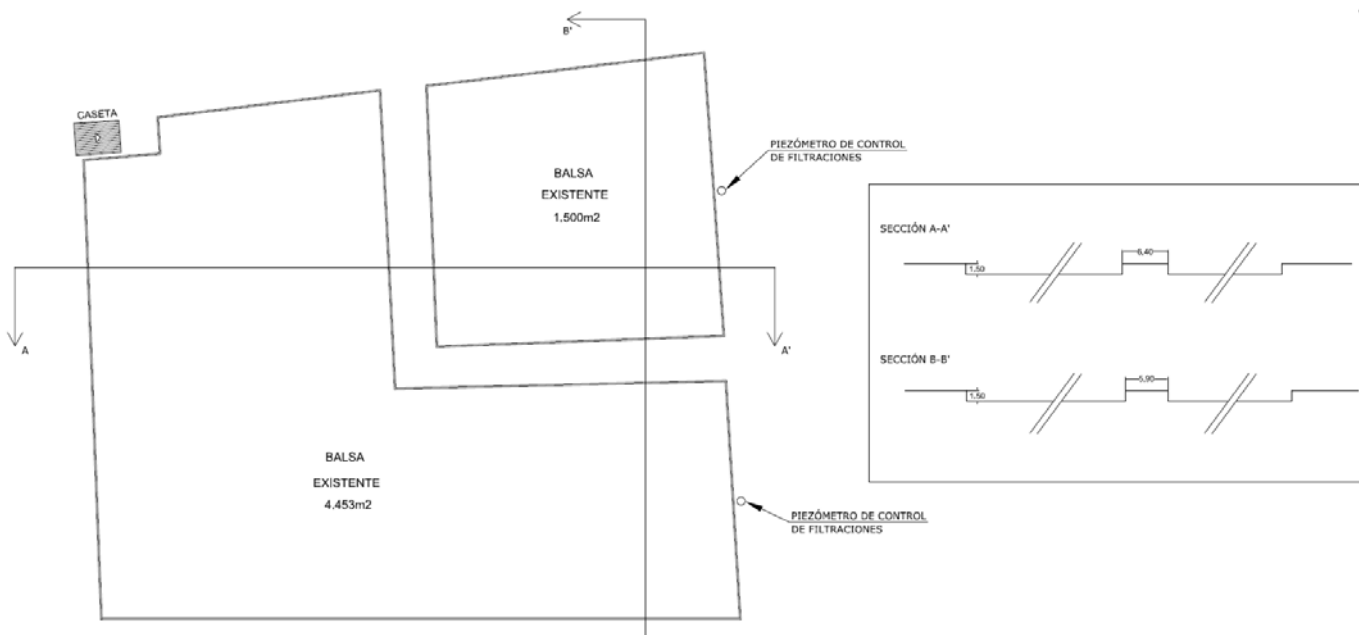 B'
CASETA
PIEZÓMETRO DE CONTROL
DE FILTRACIONES
BALSA
EXISTENTE
1.500m2
SECCIÓN A-A'
6,40
1.50
A
A'
SECCIÓN B-B'
5,90
1.50
BALSA
EXISTENTE
4.453m2
PIEZÓMETRO DE CONTROL
DE FILTRACIONES